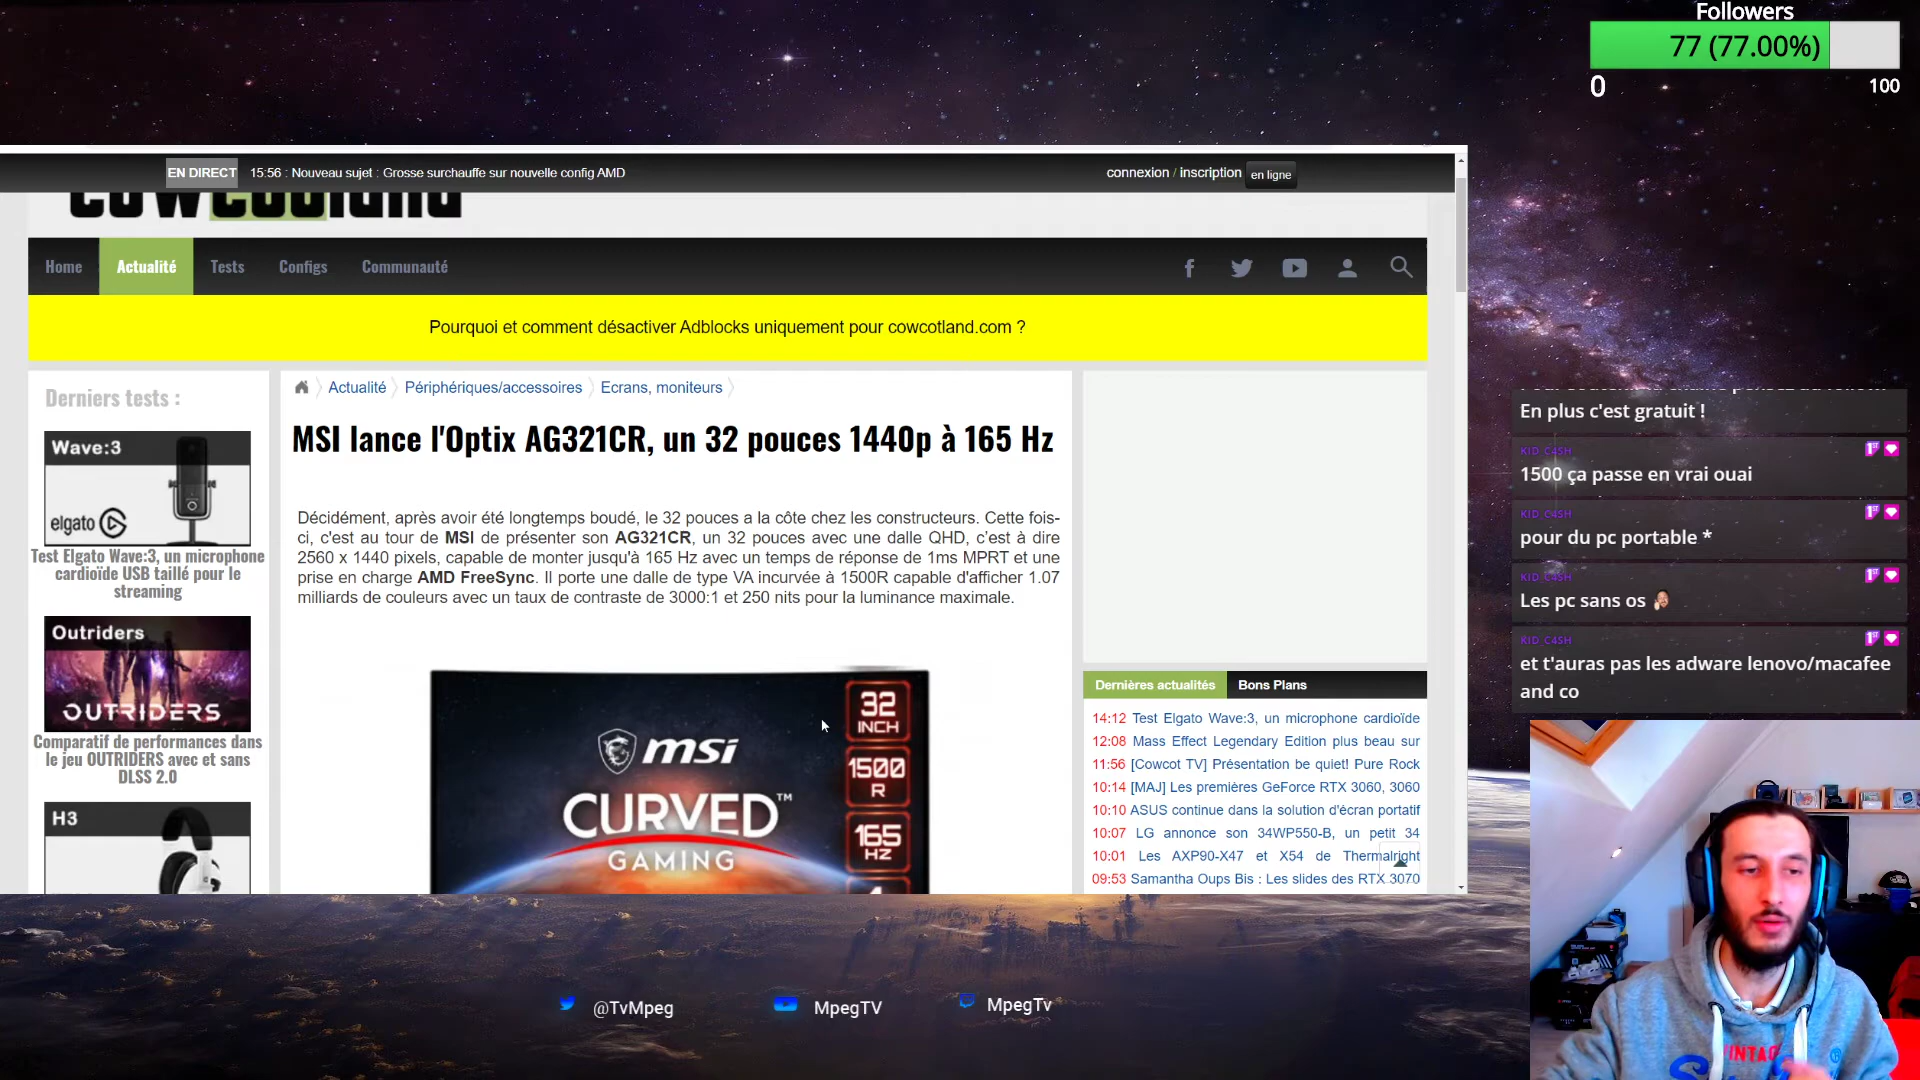 Followers
77 (77.00%)
0
100
EN DIRECT
15:56 : Nouveau sujet : Grosse surchauffe sur nouvelle config AMD
connexion / inscription
en ligne
cowcotland
Home
Actualité
Tests
Configs
Communauté
Pourquoi et comment désactiver Adblocks uniquement pour cowcotland.com ?
Derniers tests :
Wave:3
elgato
Test Elgato Wave:3, un microphone
cardioïde USB taillé pour le
streaming
Outriders
OUTRIDERS
Comparatif de performances dans
le jeu OUTRIDERS avec et sans
DLSS 2.0
H3
Actualité
Périphériques/accessoires
Ecrans, moniteurs
MSI lance l'Optix AG321CR, un 32 pouces 1440p à 165 Hz
Décidément, après avoir été longtemps boudé, le 32 pouces a la côte chez les constructeurs. Cette fois-
ci, c'est au tour de MSI de présenter son AG321CR, un 32 pouces avec une dalle QHD, c'est à dire
2560 x 1440 pixels, capable de monter jusqu'à 165 Hz avec un temps de réponse de 1ms MPRT et une
prise en charge AMD FreeSync. Il porte une dalle de type VA incurvée à 1500R capable d'afficher 1.07
milliards de couleurs avec un taux de contraste de 3000:1 et 250 nits pour la luminance maximale.
msi
CURVED™
GAMING
32
INCH
1500
R
165
HZ
Dernières actualités
Bons Plans
14:12 Test Elgato Wave:3, un microphone cardioïde
12:08 Mass Effect Legendary Edition plus beau sur
11:56 [Cowcot TV] Présentation be quiet! Pure Rock
10:14 [MAJ] Les premières GeForce RTX 3060, 3060
10:10 ASUS continue dans la solution d'écran portatif
10:07 LG annonce son 34WP550-B, un petit 34
10:01 Les AXP90-X47 et X54 de Thermalright
09:53 Samantha Oups Bis : Les slides des RTX 3070
En plus c'est gratuit !
KID C4SH
1500 ça passe en vrai ouai
KID C4SH
pour du pc portable *
KID C4SH
Les pc sans os
KID C4SH
et t'auras pas les adware lenovo/macafee
and co
@TvMpeg
MpegTV
MpegTv
VINTAG